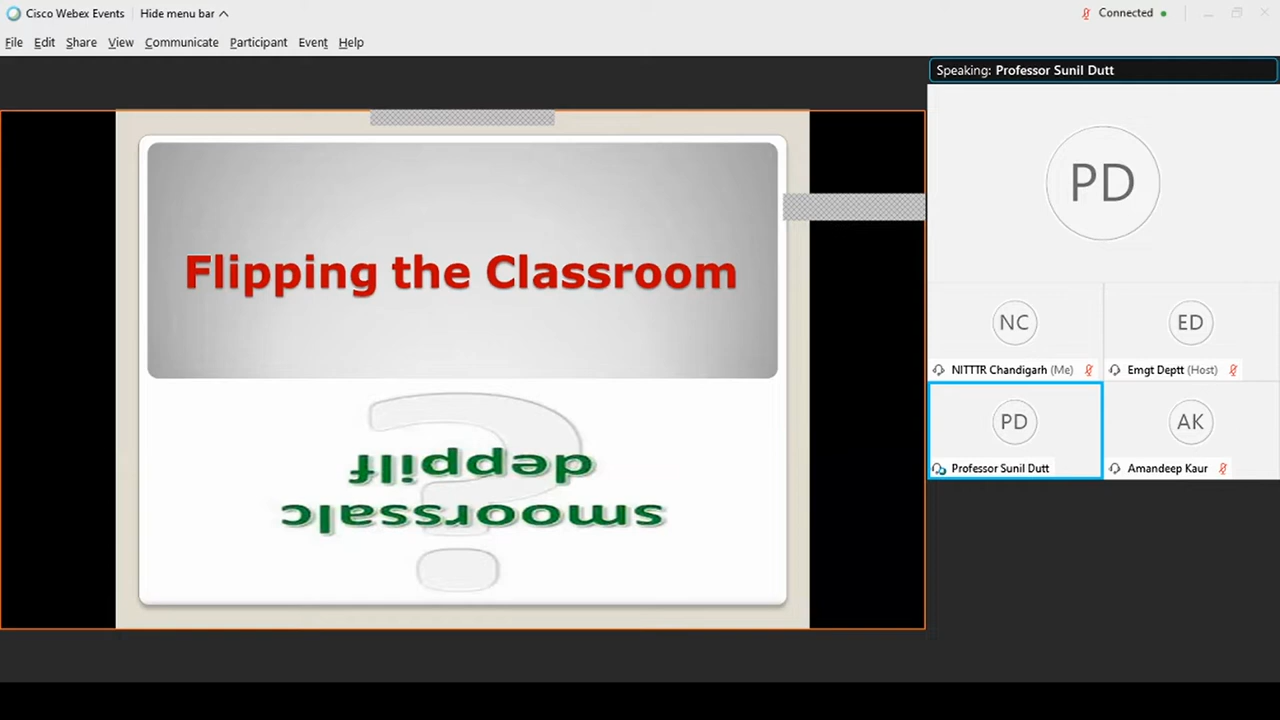 Cisco Webex Events
Hide menu bar
Connected
File Edit Share View Communicate Participant Event Help
Speaking: Professor Sunil Dutt
PD
Flipping the Classroom
NC
ED
NITTTR Chandigarh (Me)
Emgt Deptt (Host)
PD
AK
Professor Sunil Dutt
Amandeep Kaur
?
flipped
classrooms